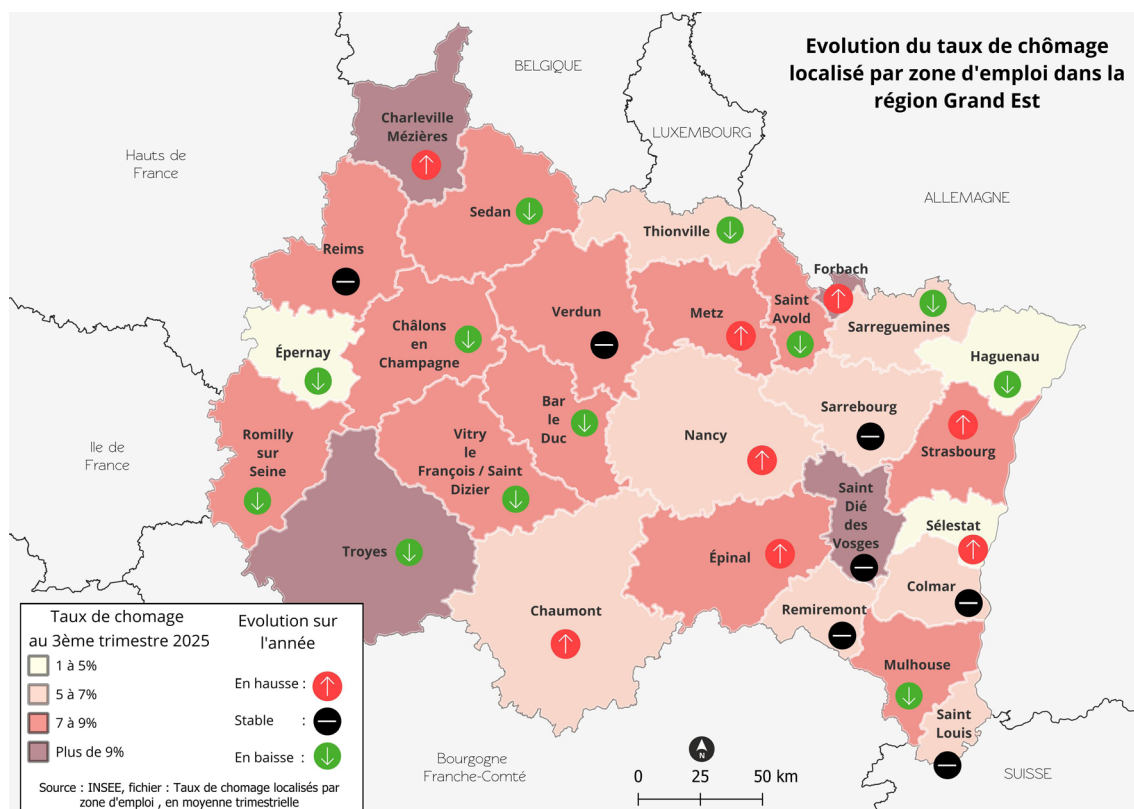 Evolution du taux de chômage
localisé par zone d'emploi dans la
région Grand Est
BELGIQUE
LUXEMBOURG
ALLEMAGNE
Hauts de
France
Ile de
France
Bourgogne
Franche-Comté
SUISSE
Charleville
Mézières
Sedan
Reims
Thionville
Forbach
Verdun
Metz
Saint
Avold
Sarreguemines
Châlons
en
Champagne
Épernay
Haguenau
Bar
le
Duc
Nancy
Sarrebourg
Romilly
sur
Seine
Vitry
le
François / Saint
Dizier
Strasbourg
Saint
Dié
des
Vosges
Sélestat
Troyes
Épinal
Colmar
Chaumont
Remiremont
Mulhouse
Saint
Louis
Taux de chomage
au 3ème trimestre 2025
1 à 5%
5 à 7%
7 à 9%
Plus de 9%
Evolution sur
l'année
En hausse :
Stable :
En baisse :
Source : INSEE, fichier : Taux de chomage localisés par
zone d'emploi , en moyenne trimestrielle
N
0 25 50 km